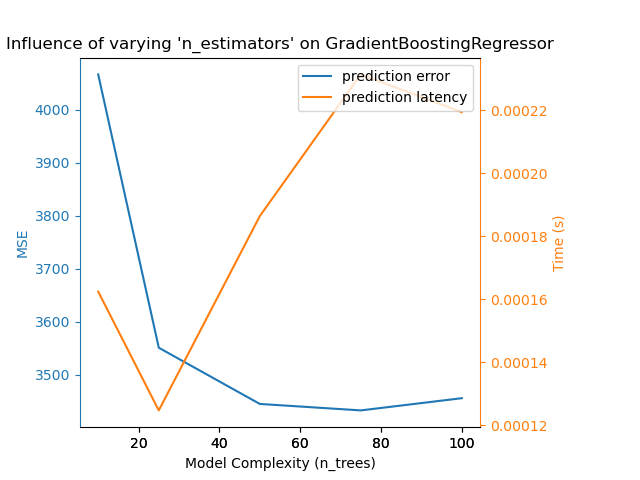 Influence of varying 'n_estimators' on GradientBoostingRegressor
prediction error
prediction latency
4000
3900
3800
3700
3600
3500
MSE
0.00022
0.00020
0.00018
0.00016
0.00014
0.00012
Time (s)
20 40 60 80 100
Model Complexity (n_trees)